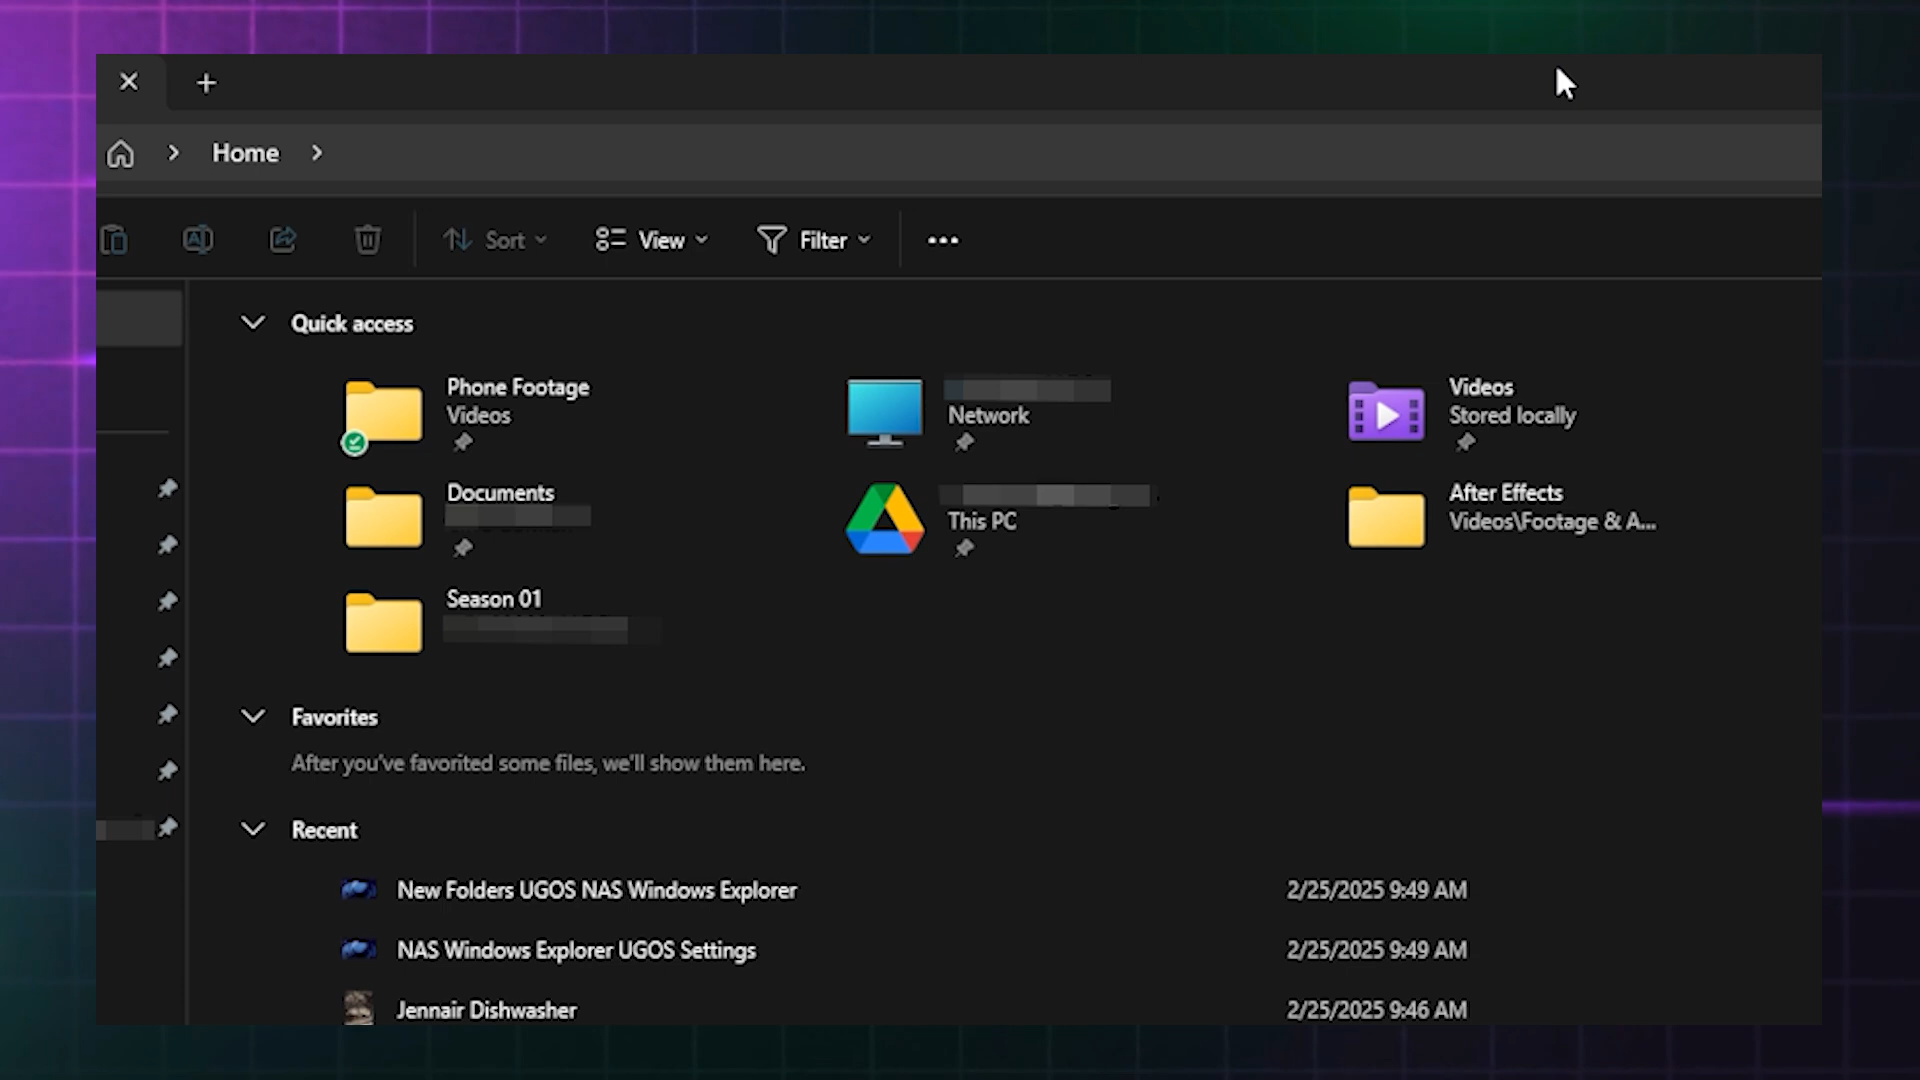 Home
Sort
View
Filter
Quick access
Phone Footage
Videos
Network
Videos
Stored locally
Documents
This PC
After Effects
Videos\Footage & A...
Season 01
Favorites
After you've favorited some files, we'll show them here.
Recent
New Folders UGOS NAS Windows Explorer 2/25/2025 9:49 AM
NAS Windows Explorer UGOS Settings 2/25/2025 9:49 AM
Jennair Dishwasher 2/25/2025 9:46 AM